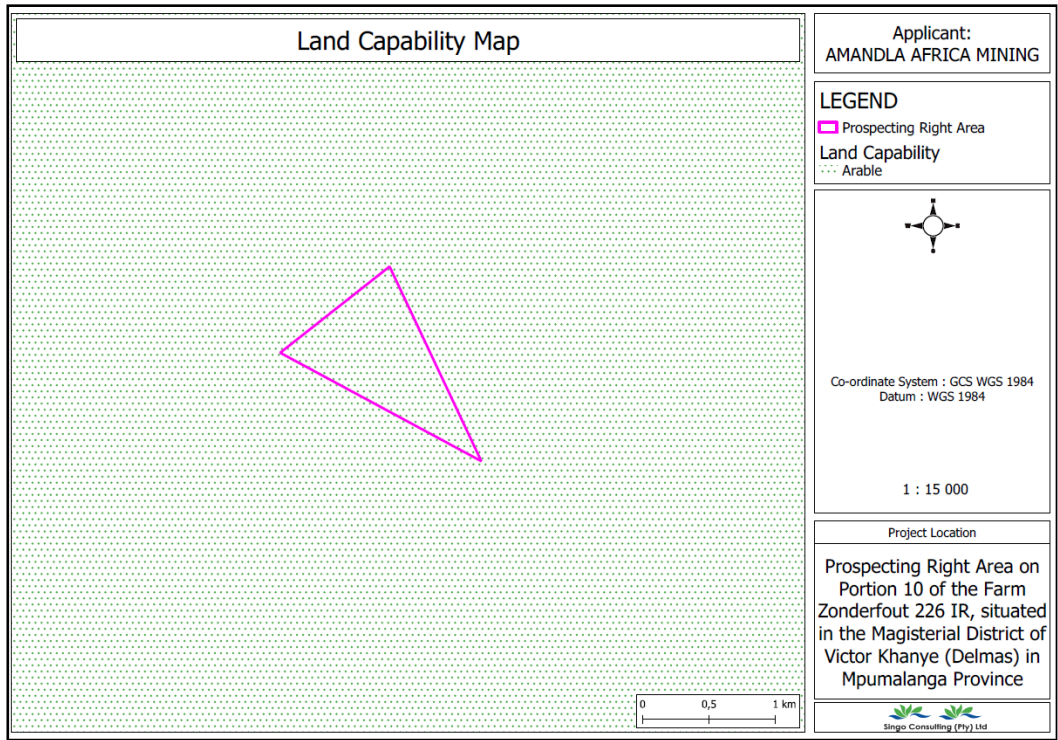 Land Capability Map
Applicant:
AMANDLA AFRICA MINING
LEGEND
Prospecting Right Area
Land Capability
Arable
Co-ordinate System : GCS WGS 1984
Datum : WGS 1984
1 : 15 000
Project Location
Prospecting Right Area on
Portion 10 of the Farm
Zonderfout 226 IR, situated
in the Magisterial District of
Victor Khanye (Delmas) in
Mpumalanga Province
0 0,5 1 km
Singo Consulting (Pty) Ltd